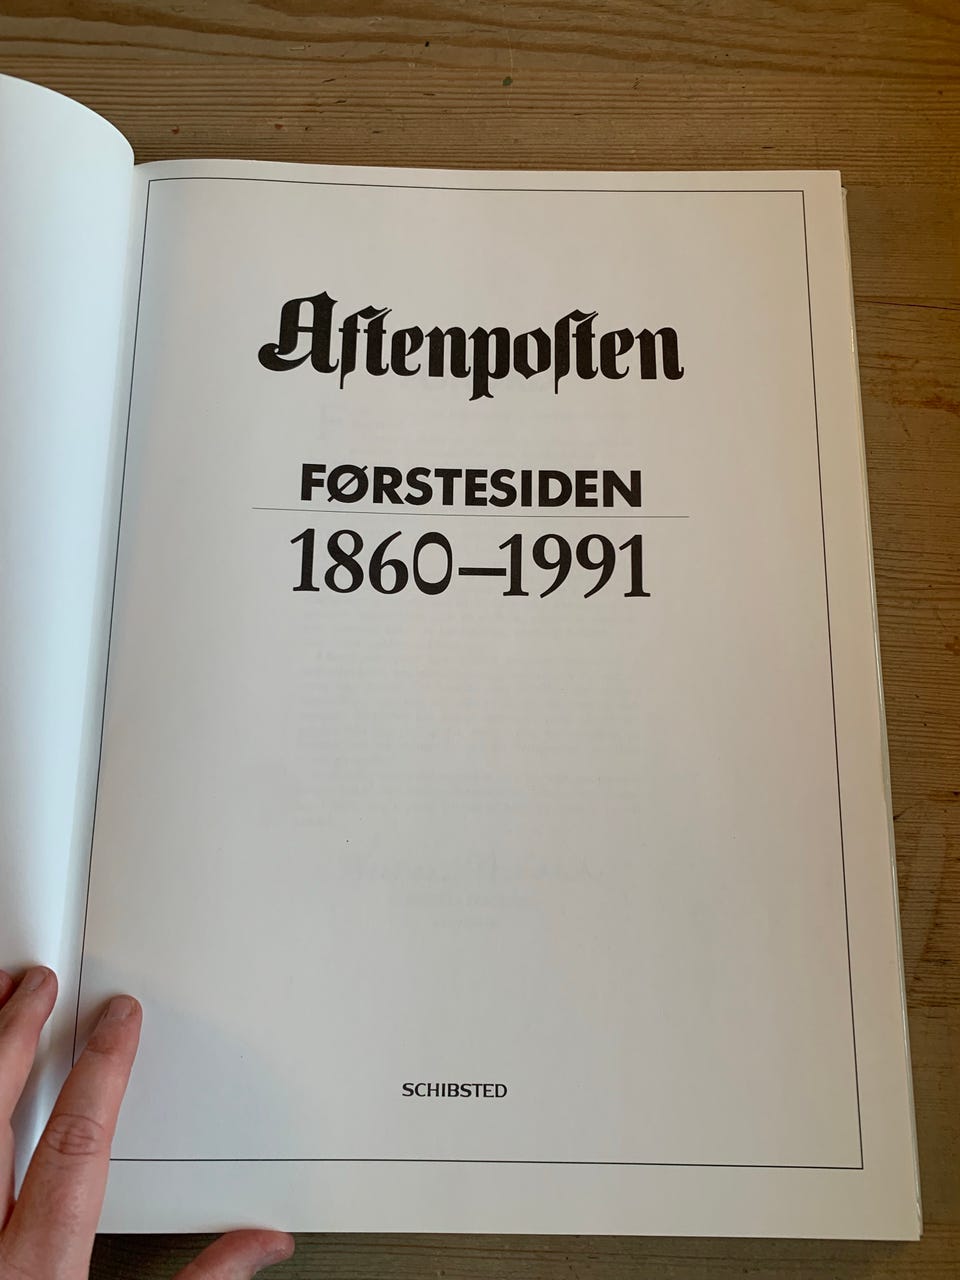 Aftenposten
FØRSTESIDEN
1860–1991
SCHIBSTED